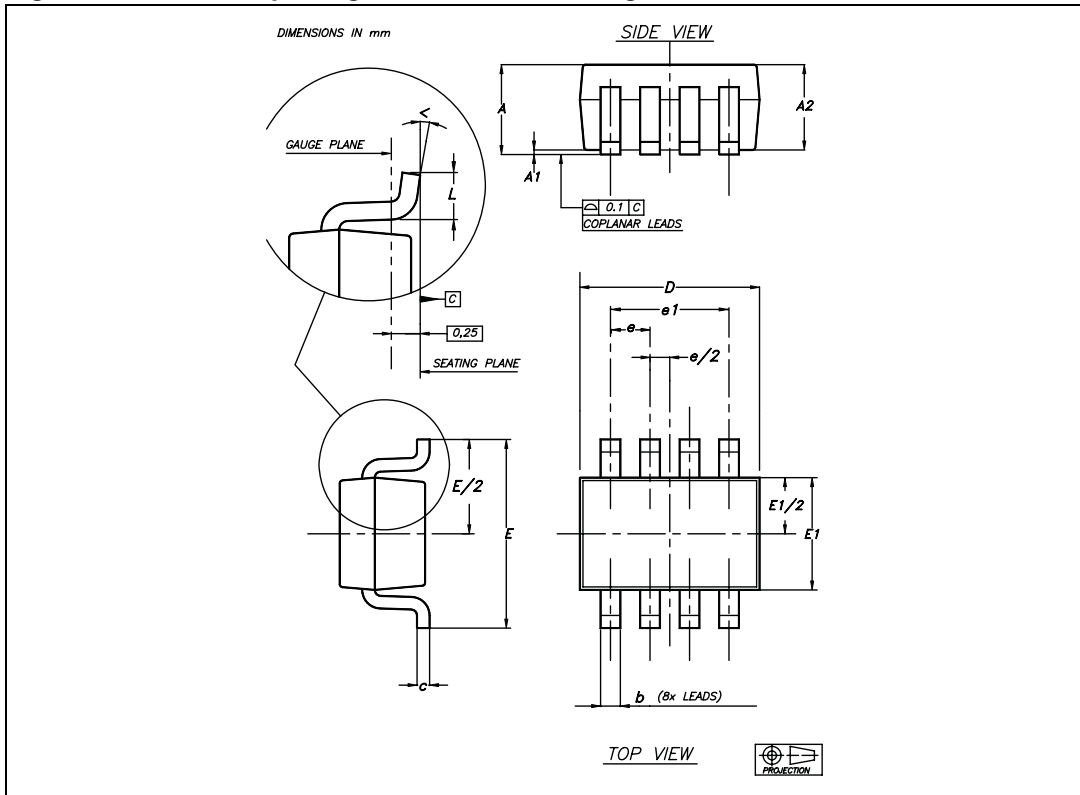 DIMENSIONS IN mm
SIDE VIEW
A
A2
A1
0.1 C
COPLANAR LEADS
GAUGE PLANE
L
C
0,25
SEATING PLANE
D
e1
e
e/2
E/2
E
E1/2
E1
c
b (8x LEADS)
TOP VIEW
PROJECTION